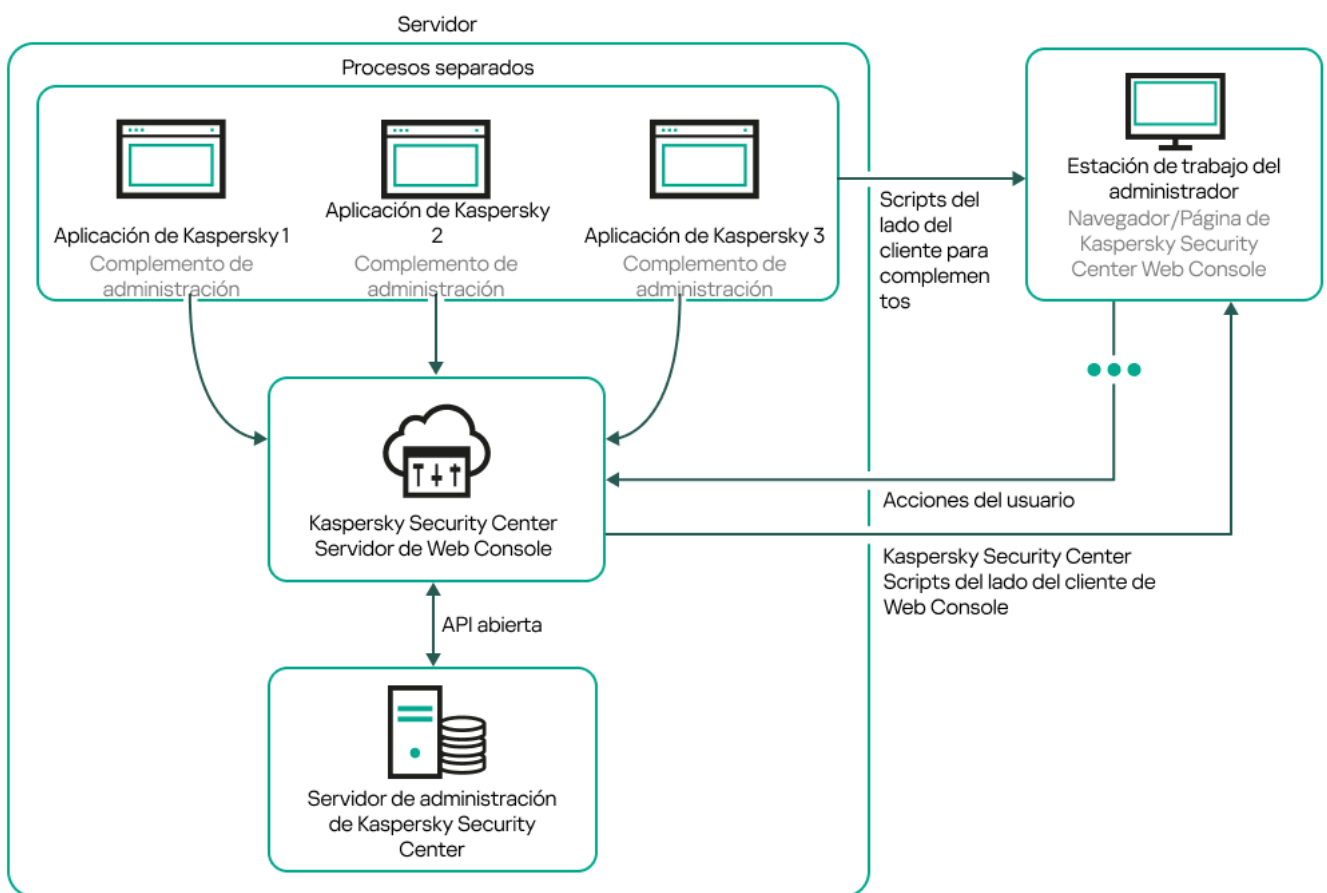 Servidor
Procesos separados
Aplicación de Kaspersky 1
Complemento de
administración
Aplicación de Kaspersky
2
Complemento de
administración
Aplicación de Kaspersky 3
Complemento de
administración
Scripts del
lado del
cliente para
complemen
tos
Estación de trabajo del
administrador
Navegador/Página de
Kaspersky Security
Center Web Console
Kaspersky Security Center
Servidor de Web Console
Acciones del usuario
Kaspersky Security Center
Scripts del lado del cliente de
Web Console
API abierta
Servidor de administración
de Kaspersky Security
Center